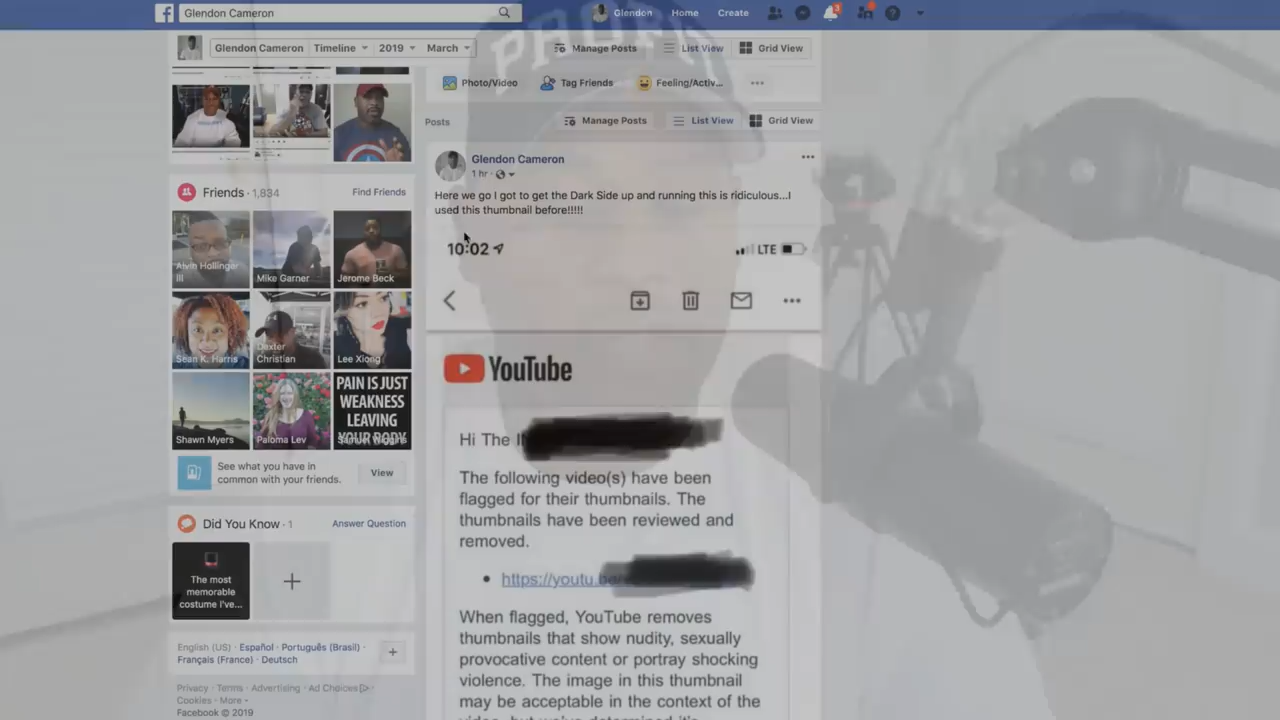 Glendon Cameron
Glendon Home Create 3
Glendon Cameron Timeline 2019 March
Manage Posts List View Grid View
Photo/Video Tag Friends Feeling/Activ...
Posts Manage Posts List View Grid View
Friends · 1,834 Find Friends
Alvin Hollinger III
Mike Garner
Jerome Beck
Sean K. Harris
Dexter Christian
Lee Xiong
Shawn Myers
Paloma Lev
PAIN IS JUST
WEAKNESS
LEAVING
YOUR BODY
See what you have in
common with your friends.
View
Did You Know · 1 Answer Question
The most
memorable
costume I've...
English (US) · Español · Português (Brasil) ·
Français (France) · Deutsch
Privacy · Terms · Advertising · Ad Choices
Cookies · More
Facebook © 2019
Glendon Cameron
1 hr ·
Here we go I got to get the Dark Side up and running this is ridiculous...I
used this thumbnail before!!!!!
10:02 LTE
YouTube
Hi The
The following video(s) have been
flagged for their thumbnails. The
thumbnails have been reviewed and
removed.
https://youtu.be/
When flagged, YouTube removes
thumbnails that show nudity, sexually
provocative content or portray shocking
violence. The image in this thumbnail
may be acceptable in the context of the
PROFIT